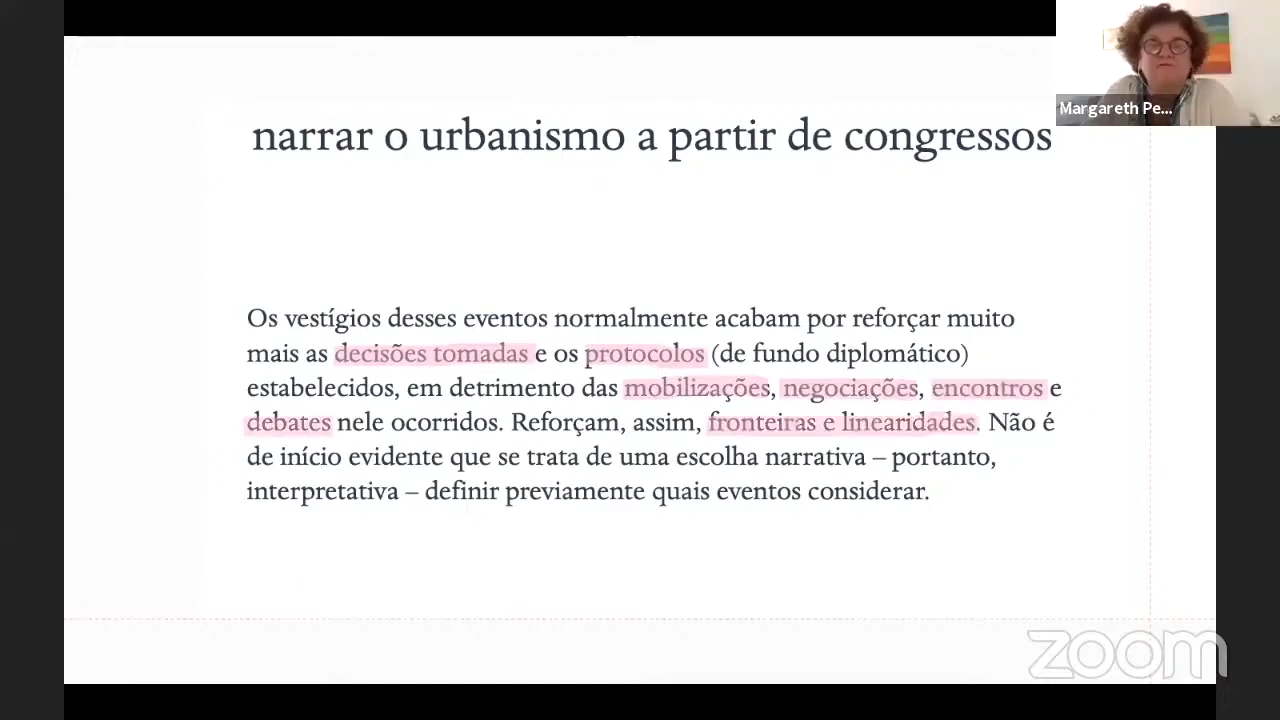 Margareth Pe...
narrar o urbanismo a partir de congressos
Os vestígios desses eventos normalmente acabam por reforçar muito
mais as decisões tomadas e os protocolos (de fundo diplomático)
estabelecidos, em detrimento das mobilizações, negociações, encontros e
debates nele ocorridos. Reforçam, assim, fronteiras e linearidades. Não é
de início evidente que se trata de uma escolha narrativa – portanto,
interpretativa – definir previamente quais eventos considerar.
zoom